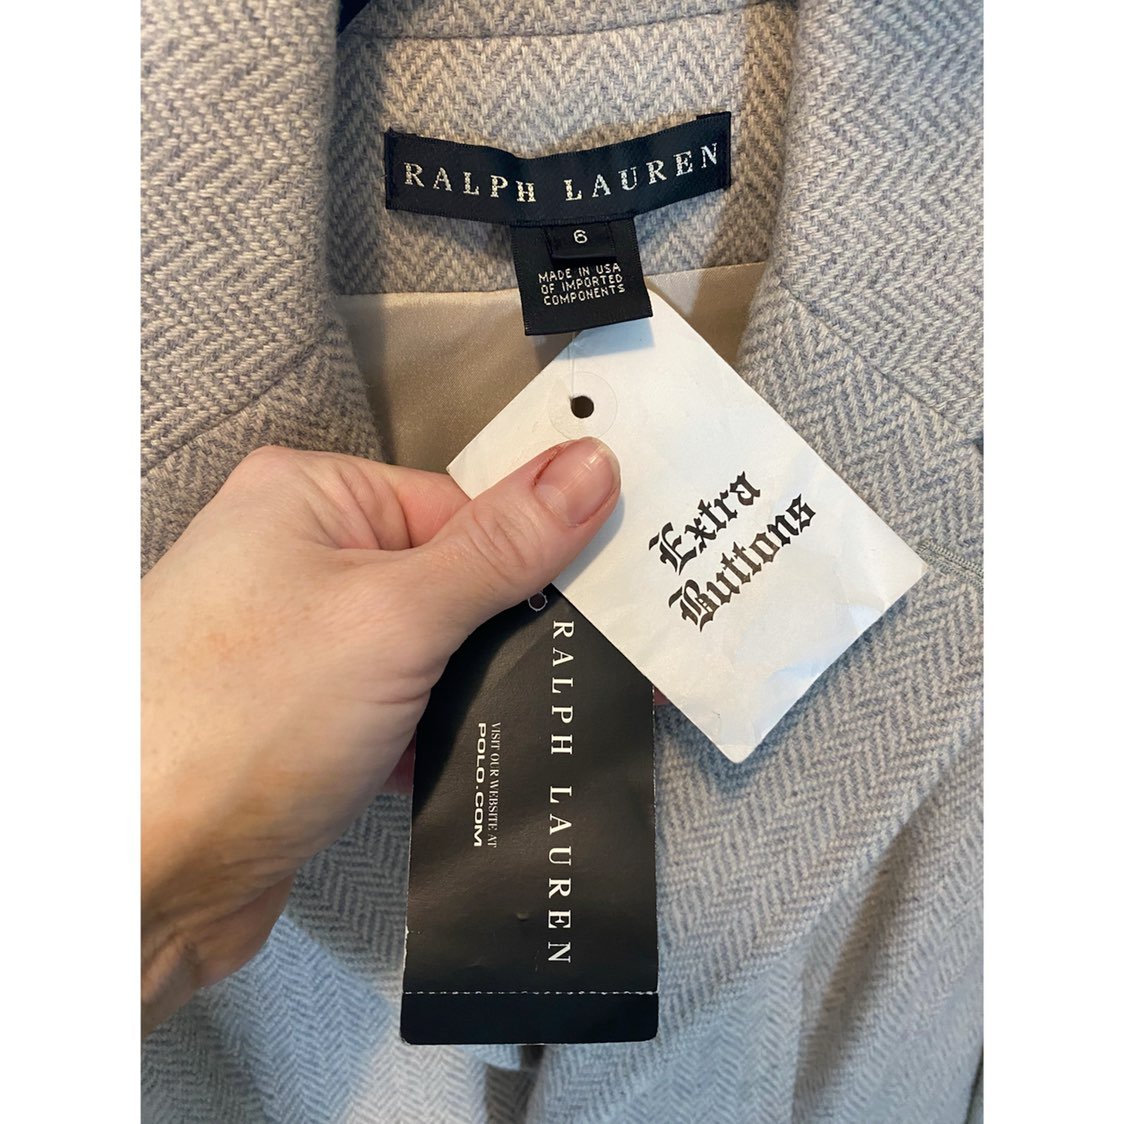 RALPH LAUREN
6
MADE IN USA
OF IMPORTED
COMPONENTS
Extra
Buttons
RALPH LAUREN
VISIT OUR WEBSITE AT
POLO.COM